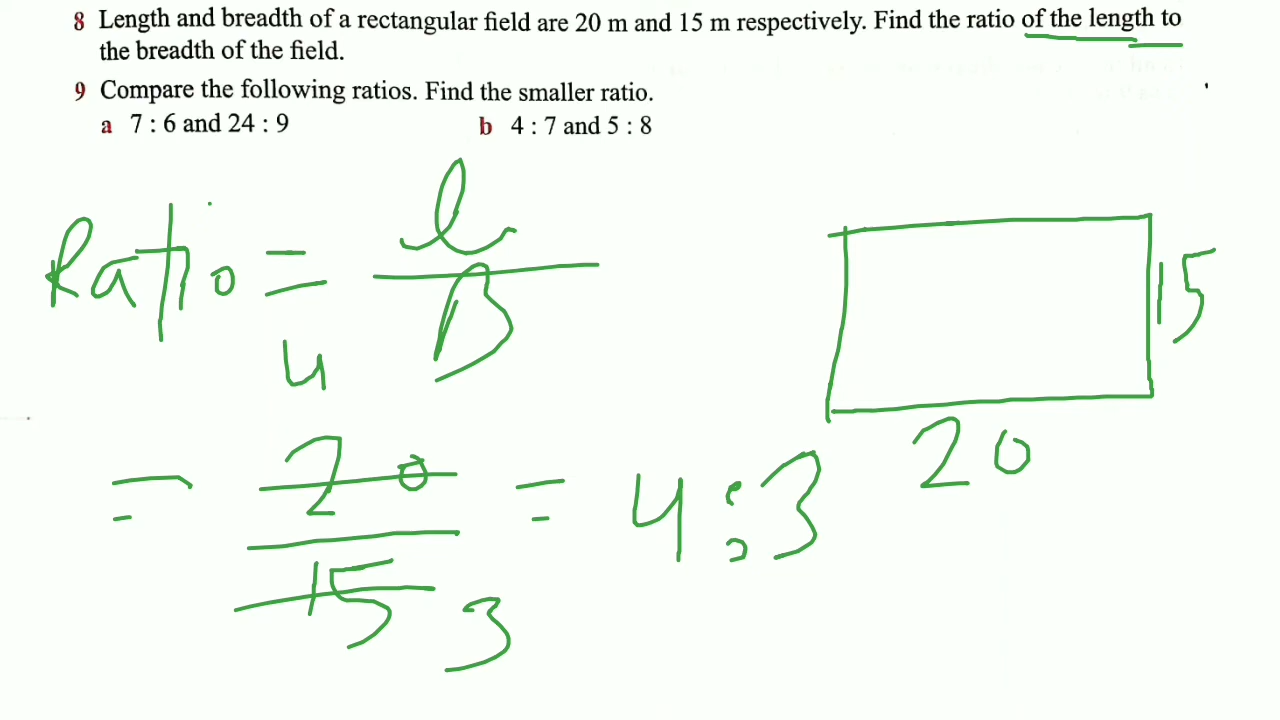 8 Length and breadth of a rectangular field are 20 m and 15 m respectively. Find the ratio of the length to
the breadth of the field.
9 Compare the following ratios. Find the smaller ratio.
a 7 : 6 and 24 : 9 b 4 : 7 and 5 : 8
Ratio = l
B
15
4
= 20 = 4:3
15 3
20